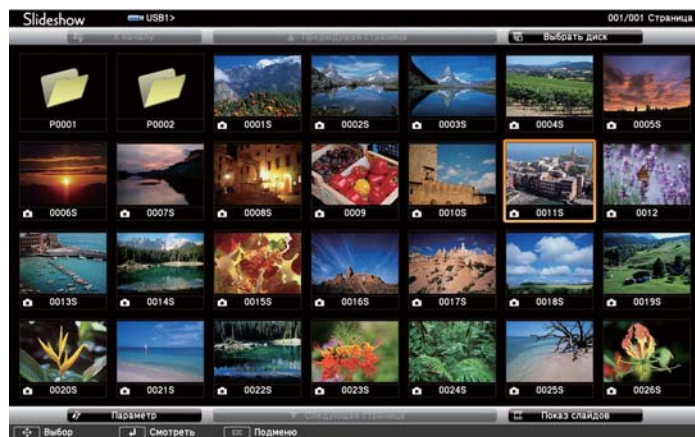 Slideshow USB1> 001/001 Страница
К началу Предыдущая страница Выбрать диск
P0001 P0002 0001S 0002S 0003S 0004S 0005S
0006S 0007S 0008S 0009 0010S 0011S 0012
0013S 0014S 0015S 0016S 0017S 0018S 0019S
0020S 0021S 0022S 0023S 0024S 0025S 0026S
Параметр Следующая страница Показ слайдов
Выбор Смотреть Esc Подменю